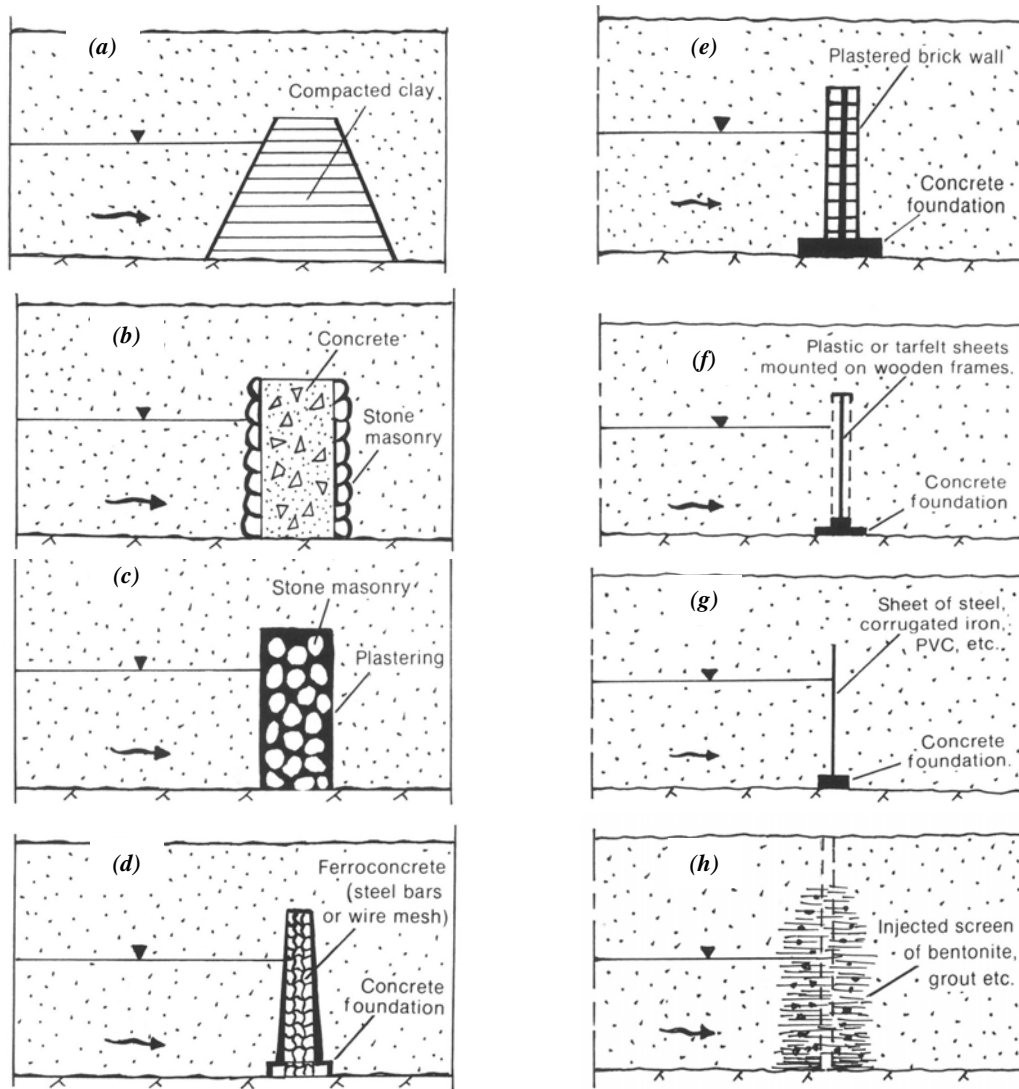 (a)
Compacted clay
(b)
Concrete
Stone
masonry
(c)
Stone masonry
Plastering
(d)
Ferroconcrete
(steel bars
or wire mesh)
Concrete
foundation
(e)
Plastered brick wall
Concrete
foundation
(f)
Plastic or tarfelt sheets
mounted on wooden frames.
Concrete
foundation
(g)
Sheet of steel,
corrugated iron,
PVC, etc..
Concrete
foundation.
(h)
Injected screen
of bentonite,
grout etc.